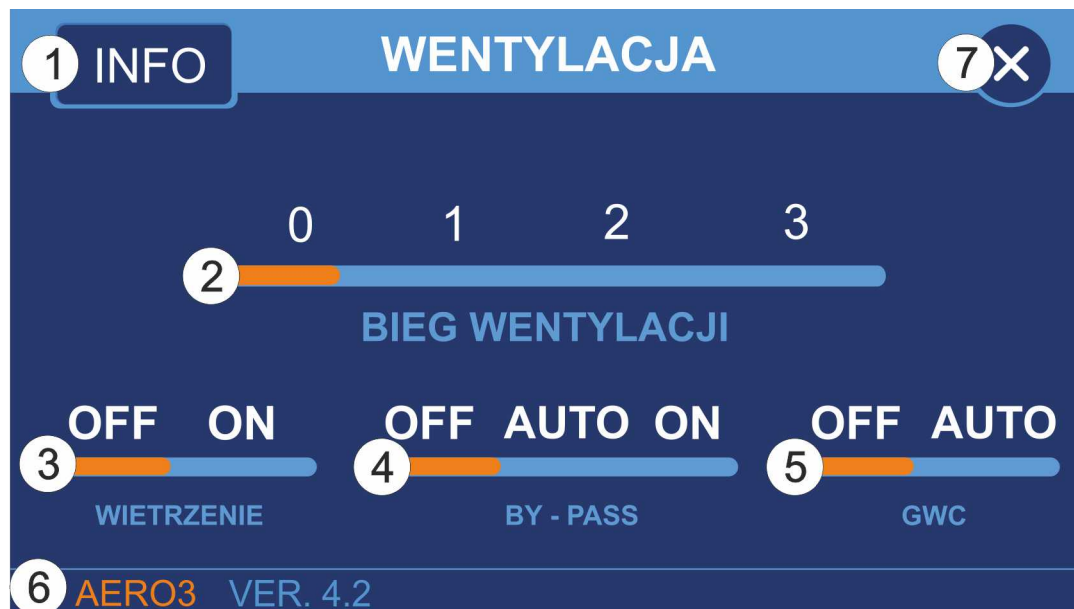 1 INFO WENTYLACJA 7 X
0 1 2 3
2
BIEG WENTYLACJI
OFF ON OFF AUTO ON OFF AUTO
3 4 5
WIETRZENIE BY - PASS GWC
6 AERO3 VER. 4.2